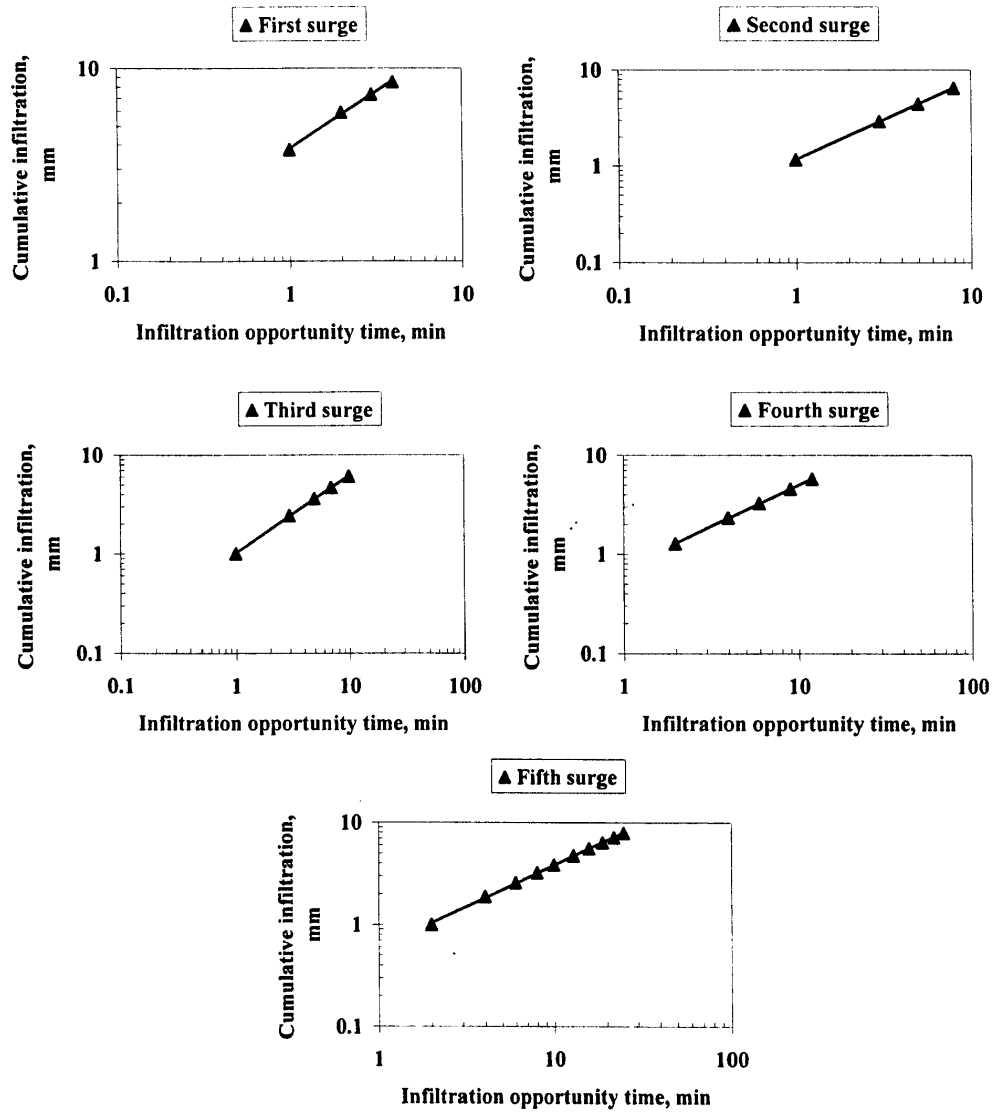 ▲ First surge
Cumulative infiltration,
mm
10
1
0.1
1
10
Infiltration opportunity time, min
▲ Second surge
Cumulative infiltration,
mm
10
1
0.1
0.1
1
10
Infiltration opportunity time, min
▲ Third surge
Cumulative infiltration,
mm
10
1
0.1
0.1
1
10
100
Infiltration opportunity time, min
▲ Fourth surge
Cumulative infiltration,
mm
10
1
0.1
1
10
100
Infiltration opportunity time, min
▲ Fifth surge
Cumulative infiltration,
mm
10
1
0.1
1
10
100
Infiltration opportunity time, min